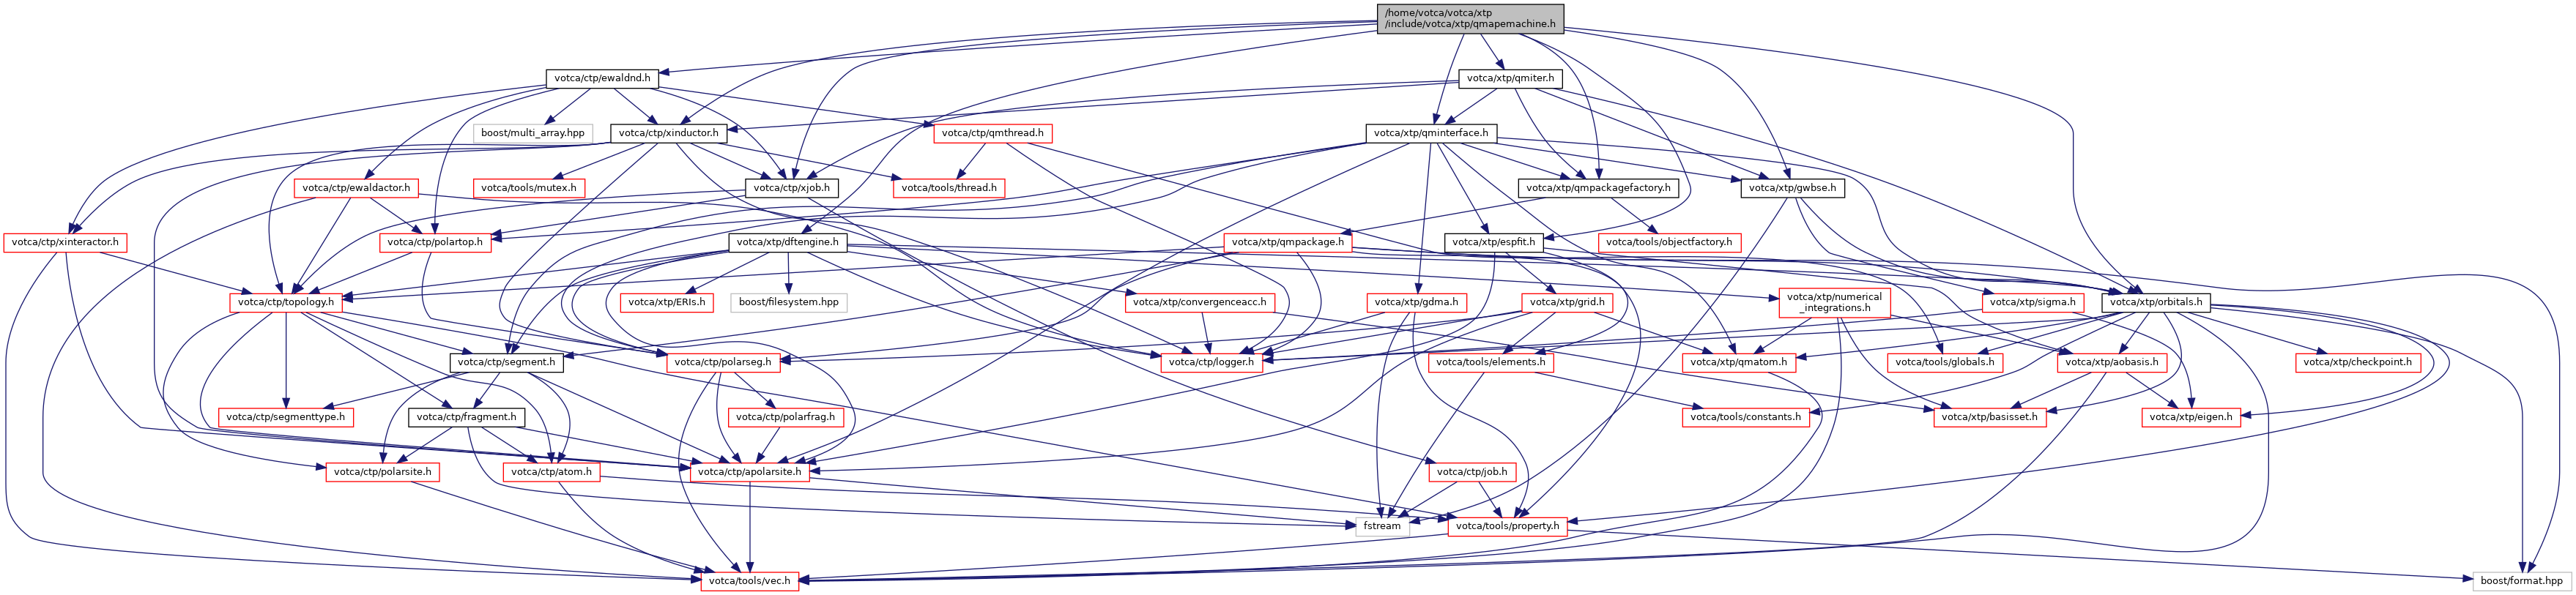 /home/votca/votca/xtp
/include/votca/xtp/qmapemachine.h
votca/ctp/ewaldnd.h
votca/xtp/qmiter.h
boost/multi_array.hpp
votca/ctp/xinductor.h
votca/ctp/qmthread.h
votca/xtp/qminterface.h
votca/ctp/ewaldactor.h
votca/tools/mutex.h
votca/ctp/xjob.h
votca/tools/thread.h
votca/xtp/qmpackagefactory.h
votca/xtp/gwbse.h
votca/ctp/xinteractor.h
votca/ctp/polartop.h
votca/xtp/dftengine.h
votca/xtp/qmpackage.h
votca/xtp/espfit.h
votca/tools/objectfactory.h
votca/ctp/topology.h
votca/xtp/ERIs.h
boost/filesystem.hpp
votca/xtp/convergenceacc.h
votca/xtp/gdma.h
votca/xtp/grid.h
votca/xtp/numerical
_integrations.h
votca/xtp/sigma.h
votca/xtp/orbitals.h
votca/ctp/segment.h
votca/ctp/polarseg.h
votca/ctp/logger.h
votca/tools/elements.h
votca/xtp/qmatom.h
votca/tools/globals.h
votca/xtp/aobasis.h
votca/xtp/checkpoint.h
votca/ctp/segmenttype.h
votca/ctp/fragment.h
votca/ctp/polarfrag.h
votca/tools/constants.h
votca/xtp/basisset.h
votca/xtp/eigen.h
votca/ctp/polarsite.h
votca/ctp/atom.h
votca/ctp/apolarsite.h
votca/ctp/job.h
fstream
votca/tools/property.h
votca/tools/vec.h
boost/format.hpp